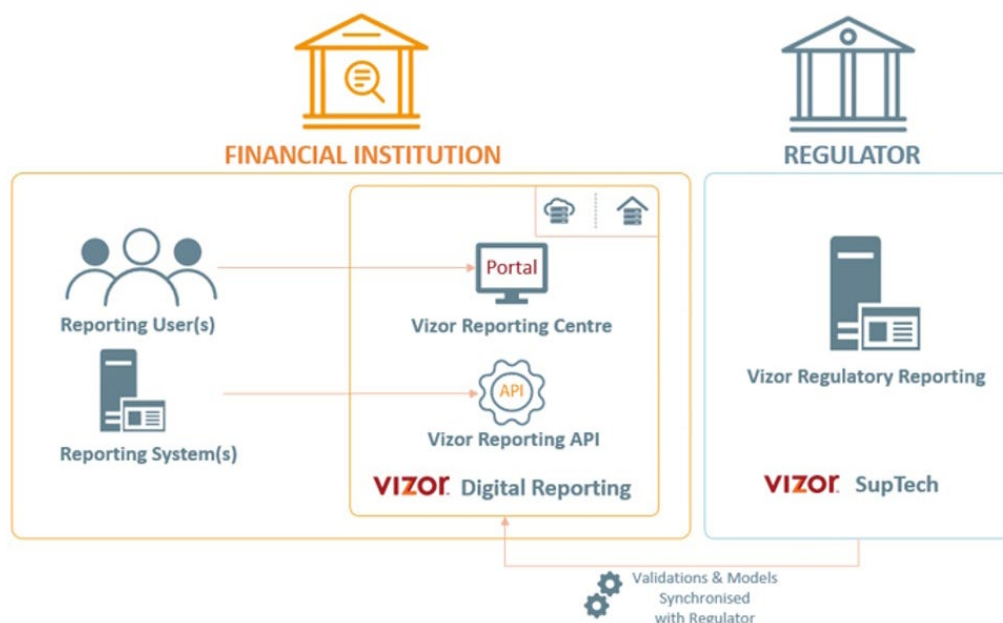 FINANCIAL INSTITUTION
REGULATOR
Portal
Reporting User(s)
Vizor Reporting Centre
API
Vizor Regulatory Reporting
Reporting System(s)
Vizor Reporting API
VIZOR Digital Reporting
VIZOR SupTech
Validations & Models
Synchronised
with Regulator